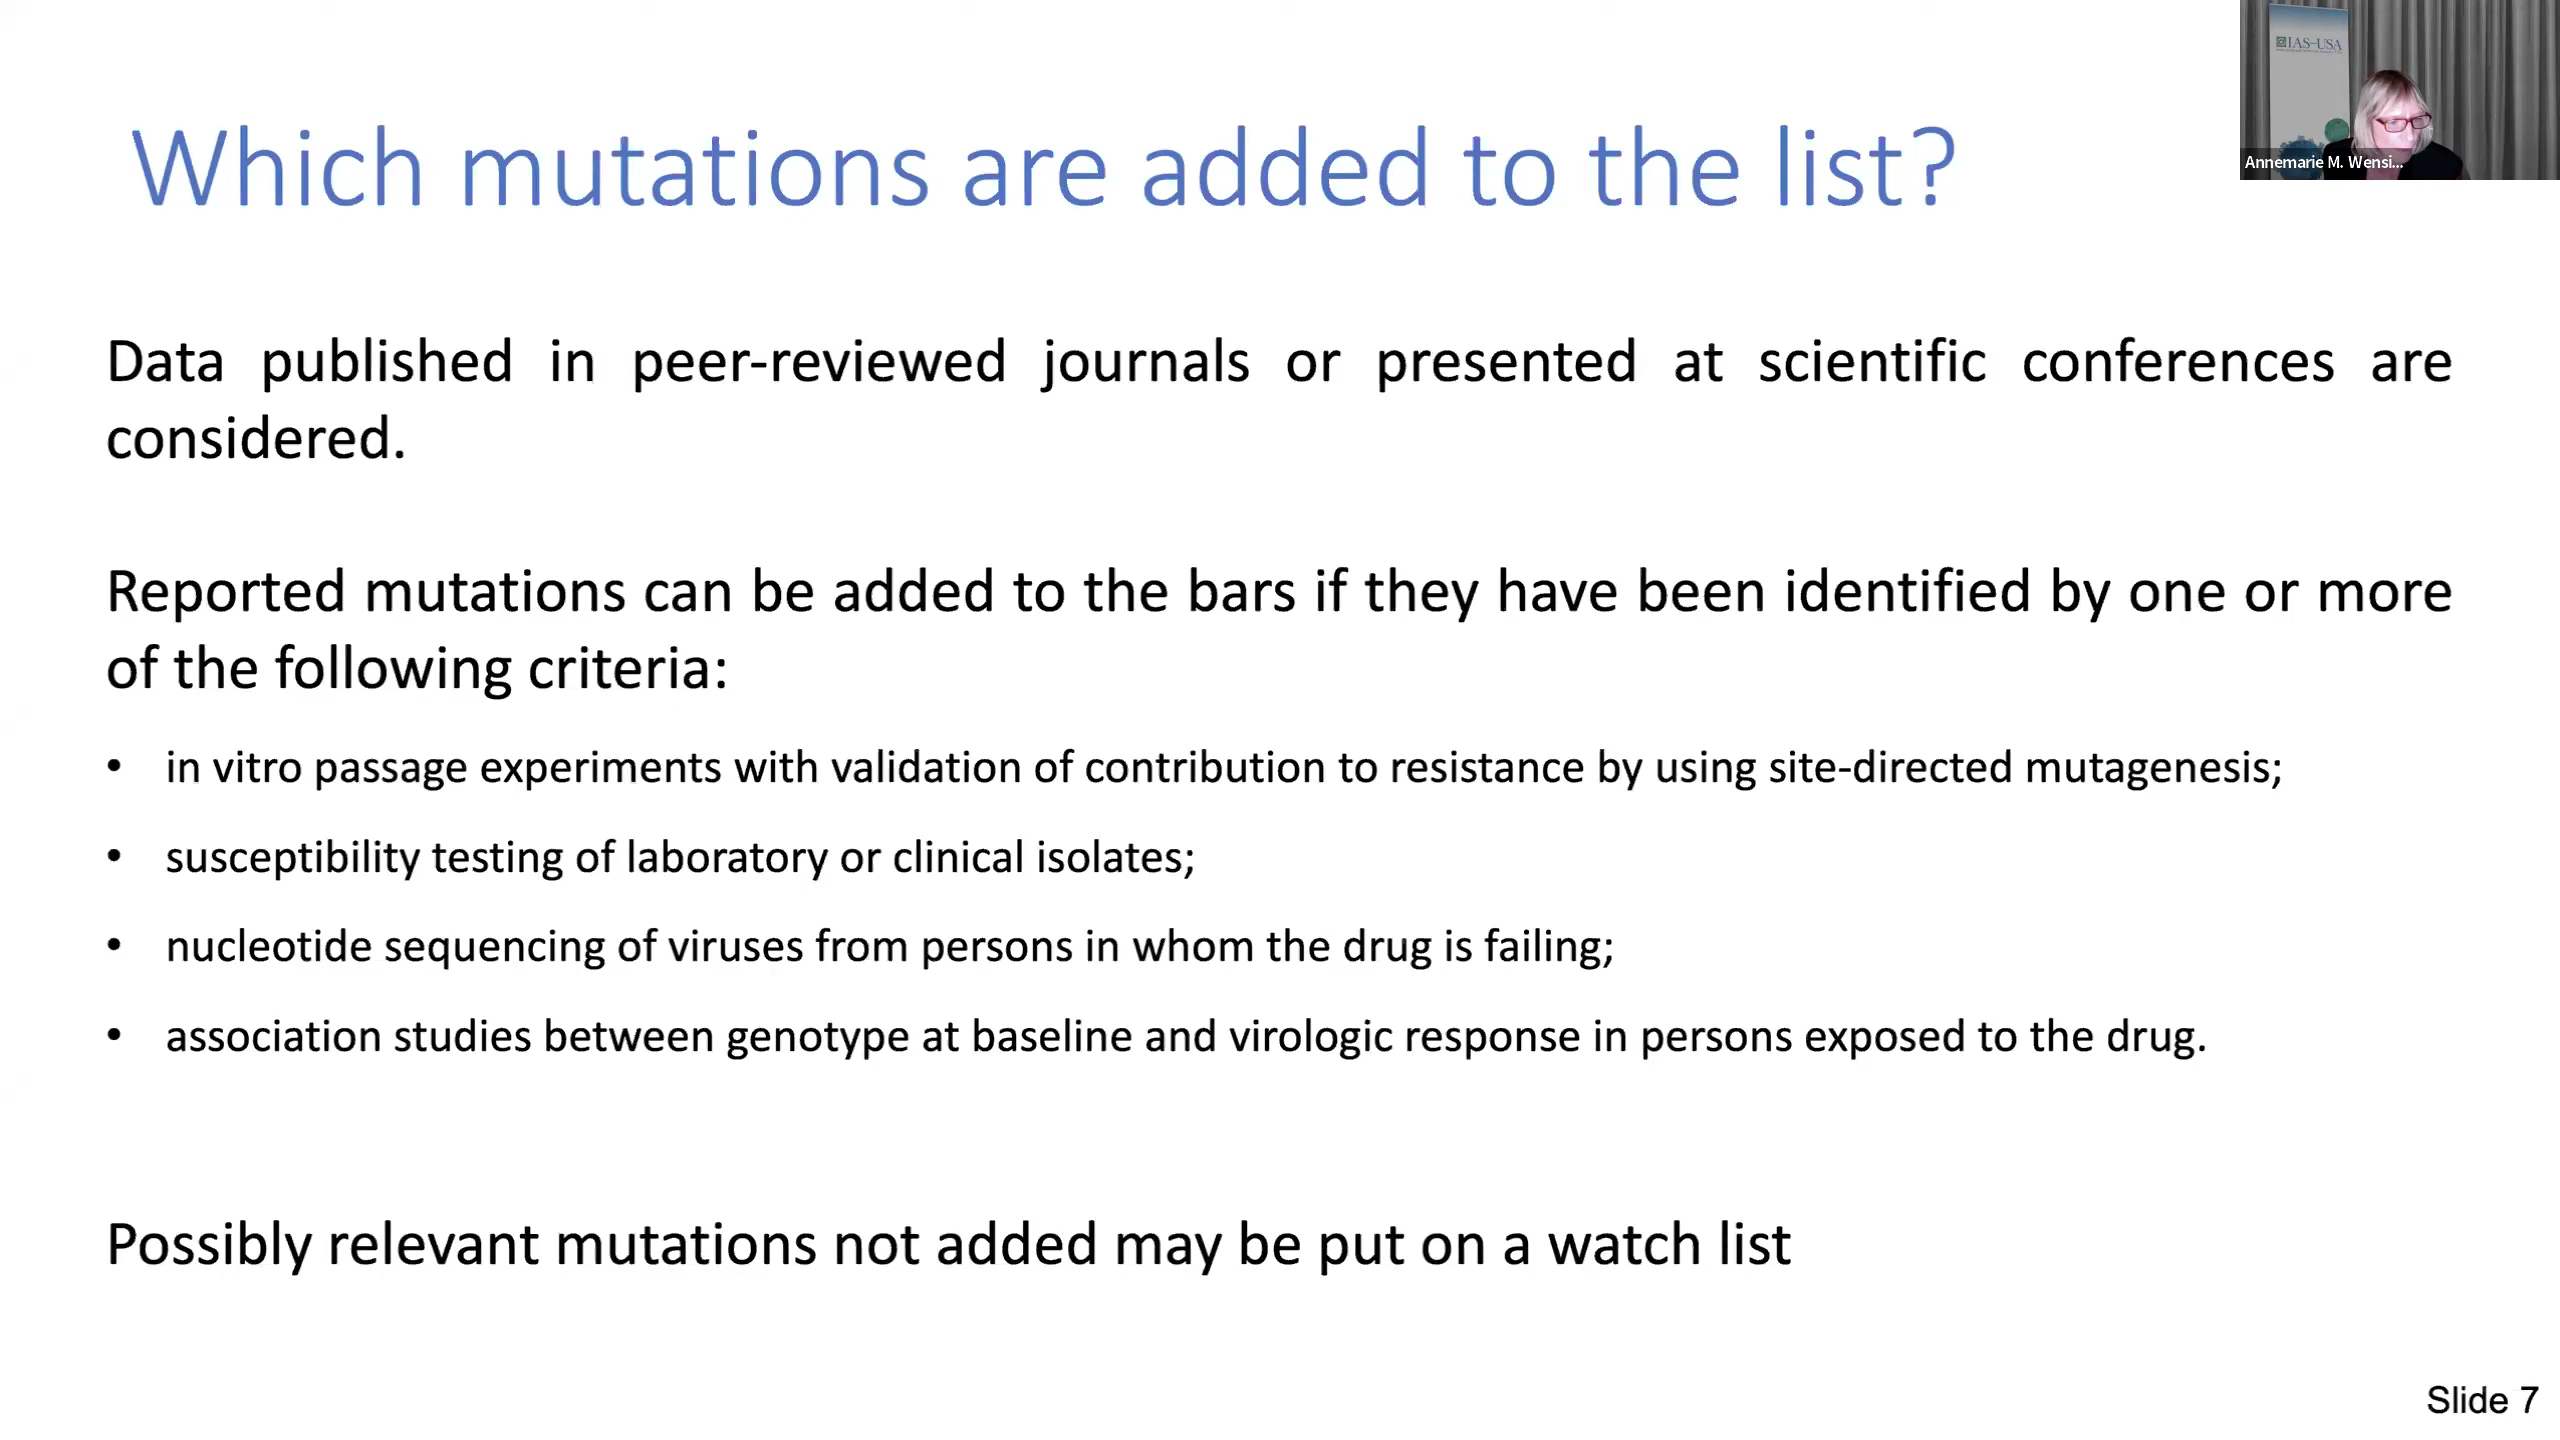 IAS–USA
Annemarie M. Wensi...
Which mutations are added to the list?
Data published in peer-reviewed journals or presented at scientific conferences are
considered.
Reported mutations can be added to the bars if they have been identified by one or more
of the following criteria:
• in vitro passage experiments with validation of contribution to resistance by using site-directed mutagenesis;
• susceptibility testing of laboratory or clinical isolates;
• nucleotide sequencing of viruses from persons in whom the drug is failing;
• association studies between genotype at baseline and virologic response in persons exposed to the drug.
Possibly relevant mutations not added may be put on a watch list
Slide 7